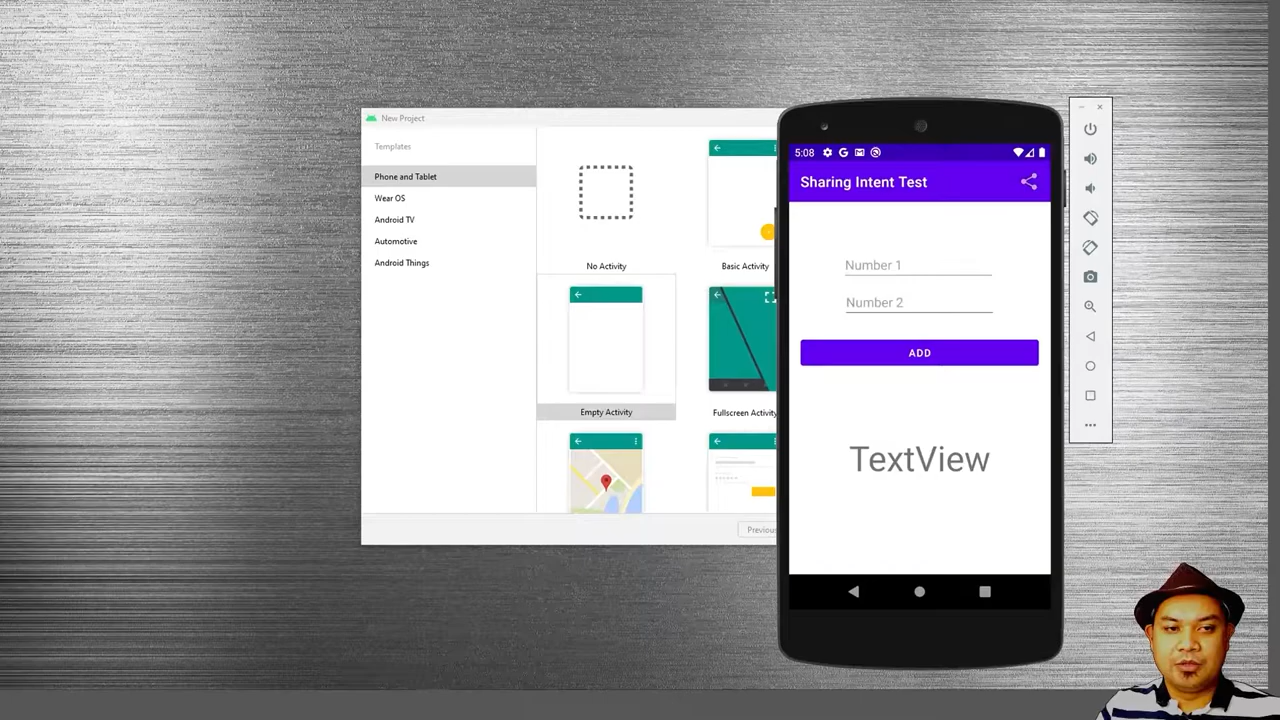 New Project
Templates
Phone and Tablet
Wear OS
Android TV
Automotive
Android Things
No Activity
Basic Activity
Empty Activity
Fullscreen Activity
Previous
5:08
Sharing Intent Test
Number 1
Number 2
ADD
TextView